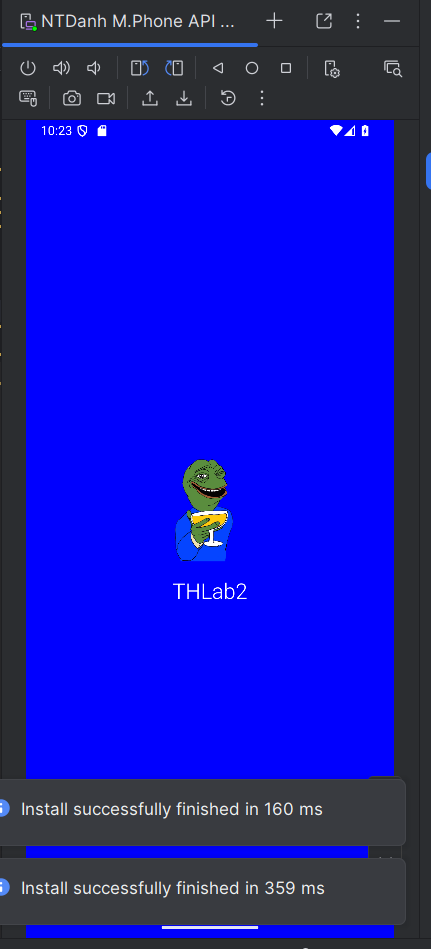 NTDanh M.Phone API ...
10:23
THLab2
Install successfully finished in 160 ms
Install successfully finished in 359 ms